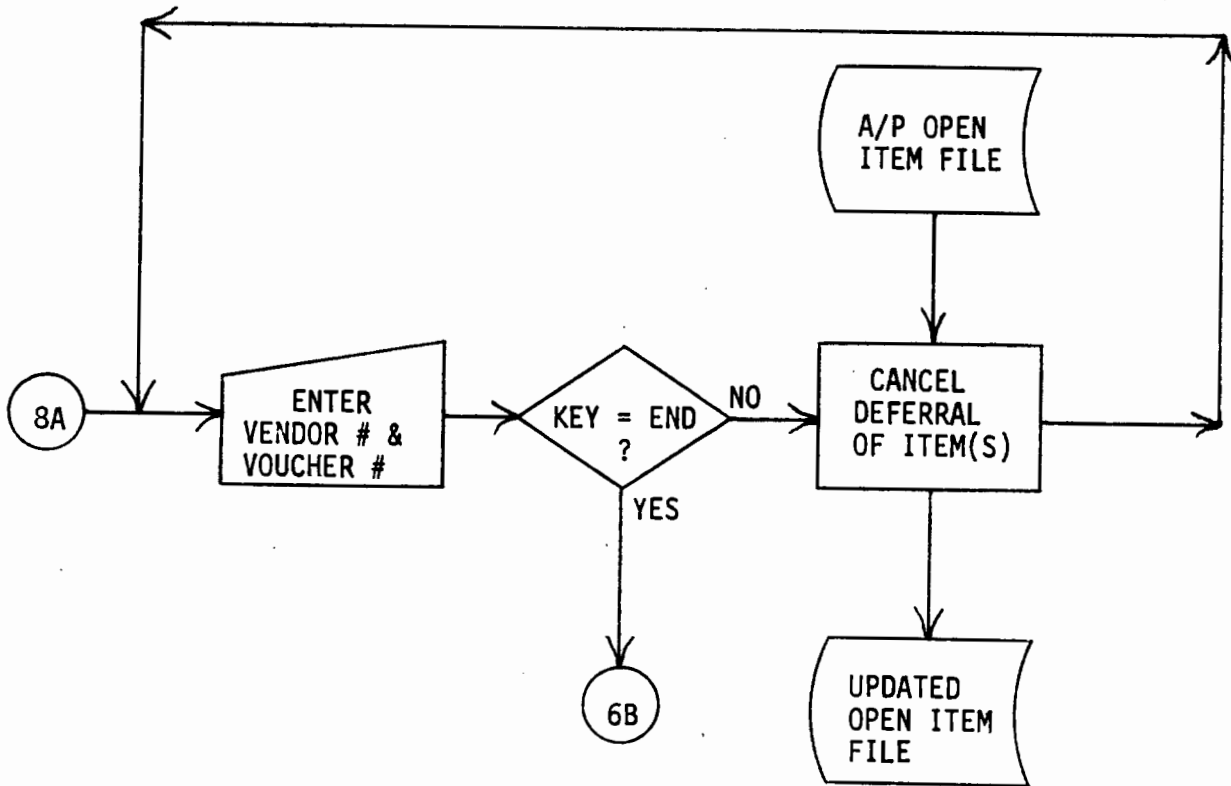 A/P OPEN
ITEM FILE
8A
ENTER
VENDOR # &
VOUCHER #
KEY = END
?
NO
YES
CANCEL
DEFERRAL
OF ITEM(S)
6B
UPDATED
OPEN ITEM
FILE